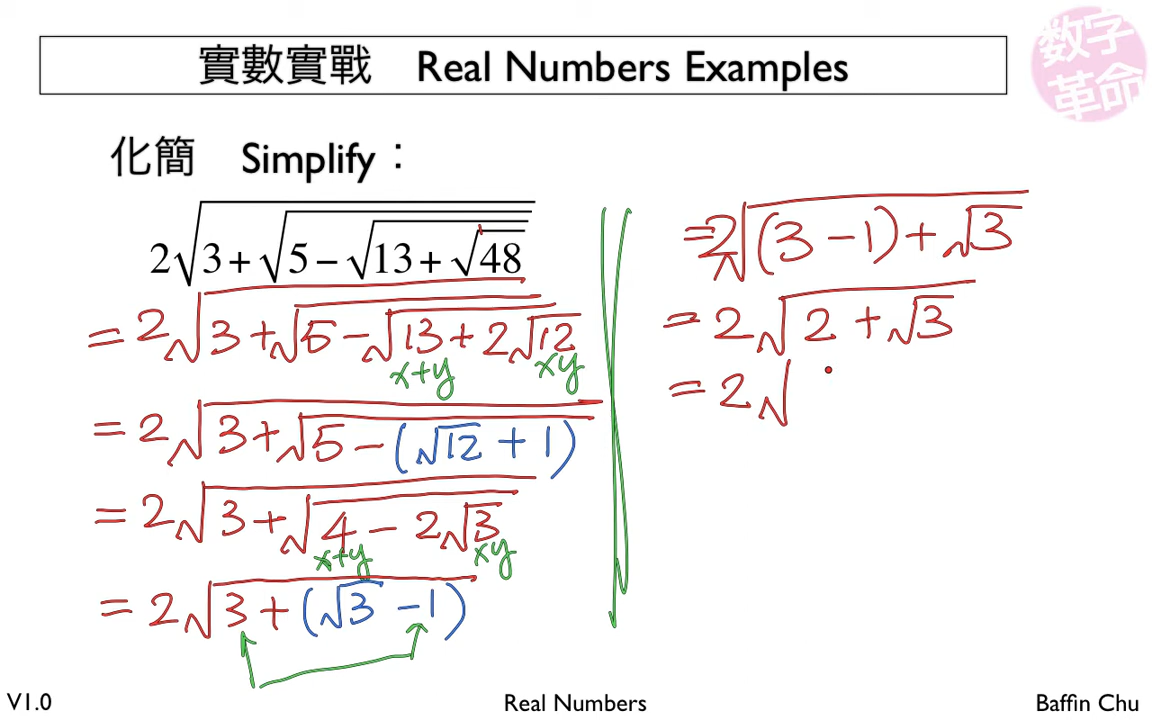 實數實戰 Real Numbers Examples
数字
革命
化簡 Simplify：
2√(3+√(5−√(13+√48)))
= 2√(3+√(5−√(13+2√12)))
x+y xy
= 2√(3+√(5−(√12+1)))
= 2√(3+√(4−2√3))
x+y xy
= 2√(3+(√3−1))
= 2√((3−1)+√3)
= 2√(2+√3)
= 2√
V1.0 Real Numbers Baffin Chu